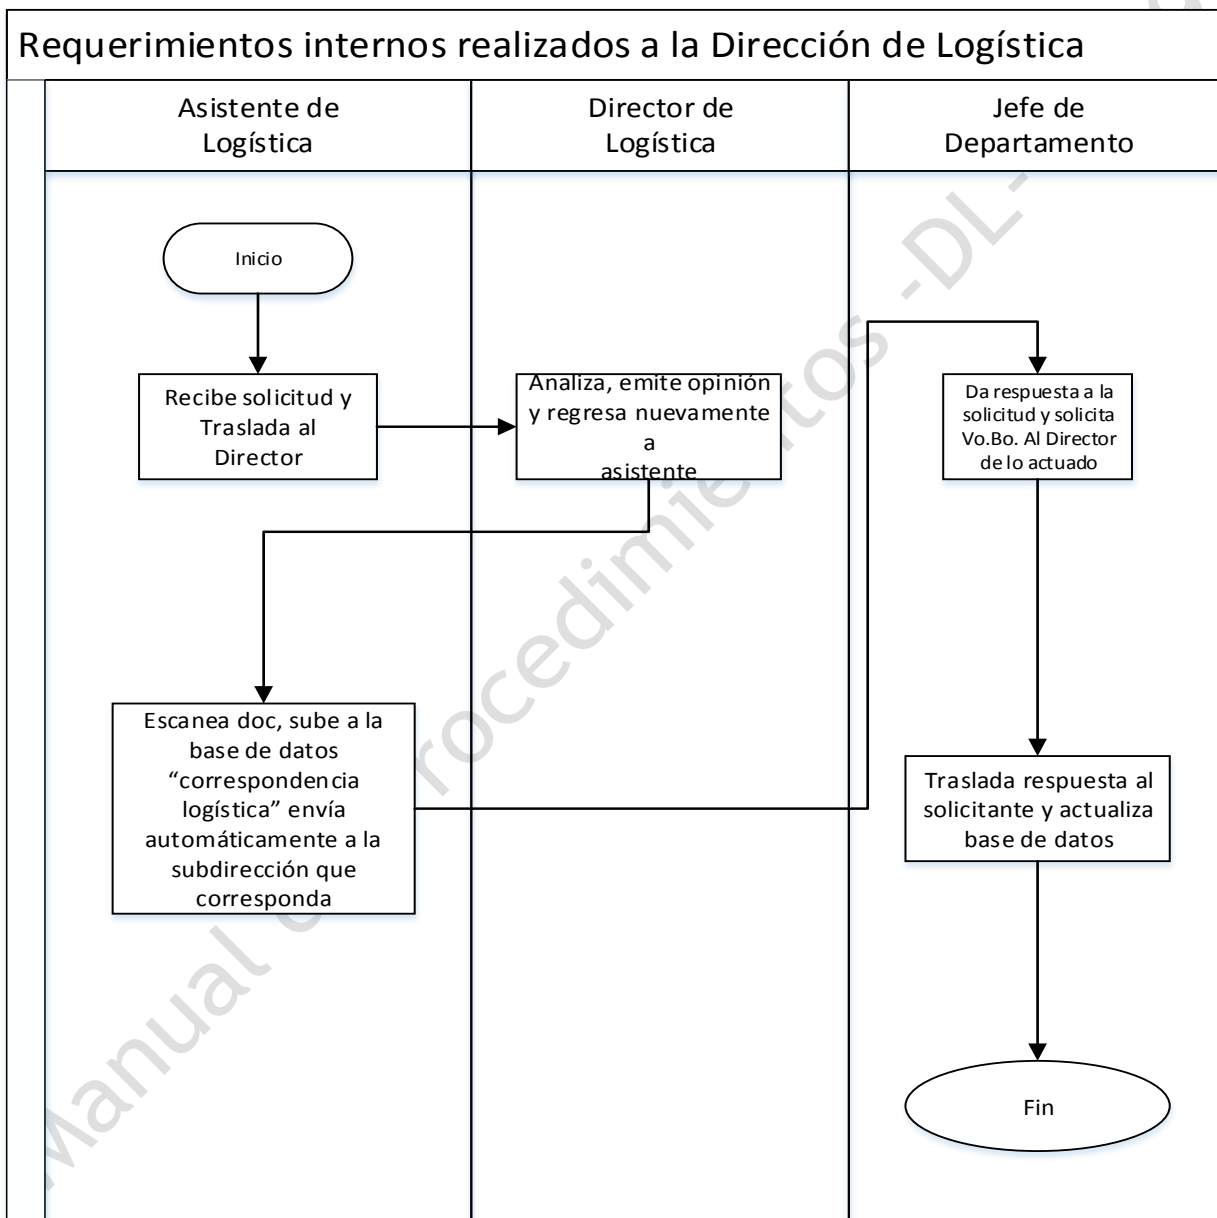 Requerimientos internos realizados a la Dirección de Logística
Asistente de
Logística
Director de
Logística
Jefe de
Departamento
Inicio
Recibe solicitud y
Traslada al
Director
Analiza, emite opinión
y regresa nuevamente
a
asistente
Da respuesta a la
solicitud y solicita
Vo.Bo. Al Director
de lo actuado
Escanea doc, sube a la
base de datos
“correspondencia
logística” envía
automáticamente a la
subdirección que
corresponda
Traslada respuesta al
solicitante y actualiza
base de datos
Fin
Manual rocedimientos -DL-